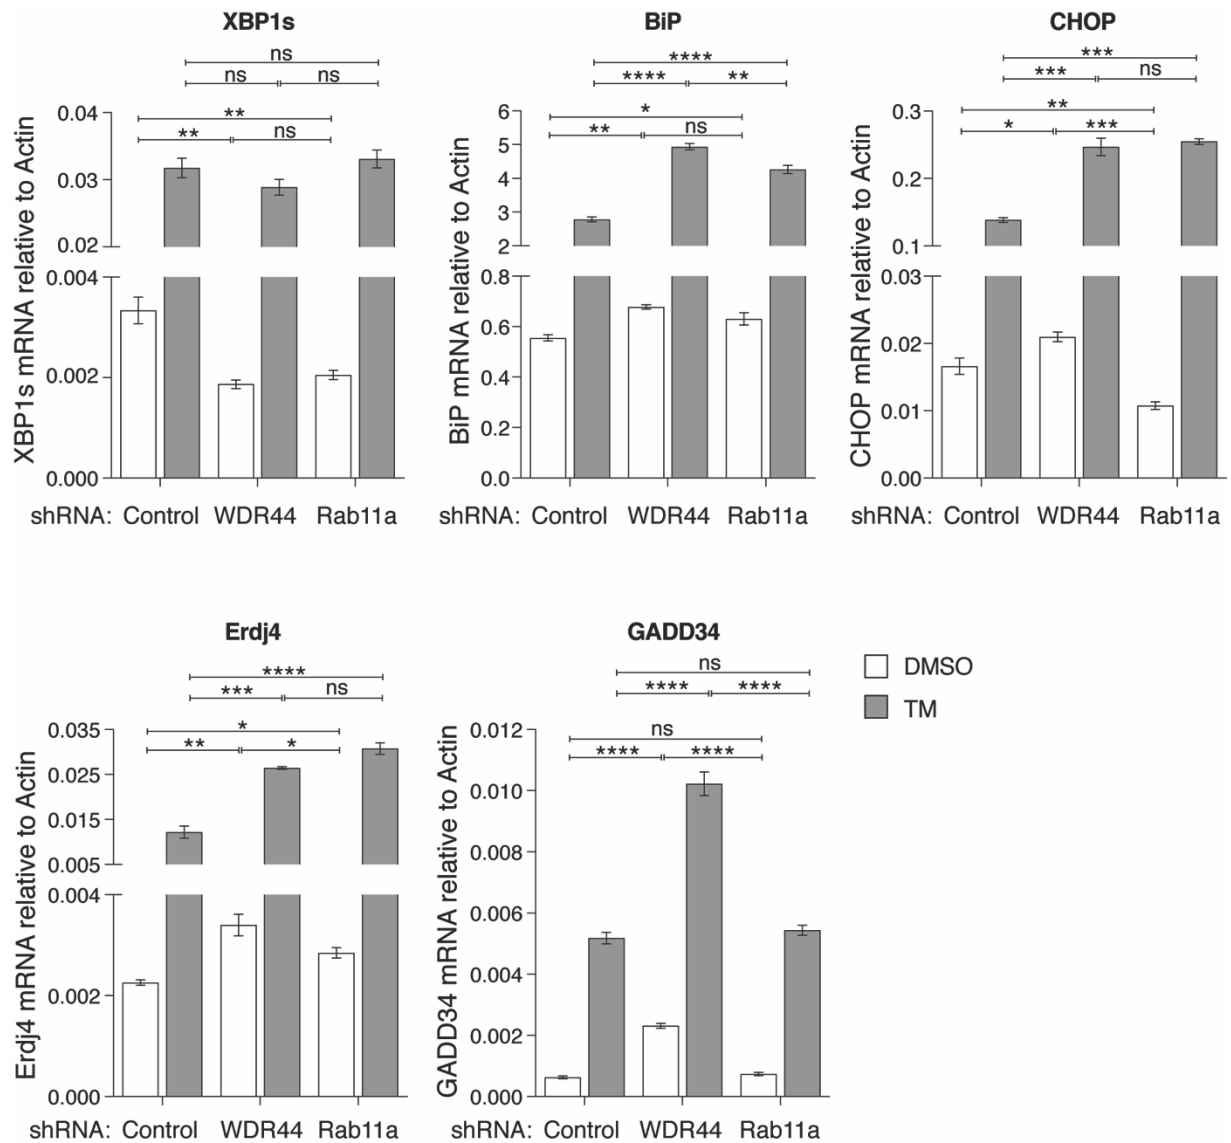 XBP1s BiP CHOP
ns
ns ns
**
** ns
XBP1s mRNA relative to Actin
0.04
0.03
0.02
0.004
0.002
0.000
shRNA: Control WDR44 Rab11a
****
**** **
*
** ns
BiP mRNA relative to Actin
6
5
4
3
2
0.8
0.6
0.4
0.2
0.0
shRNA: Control WDR44 Rab11a
***
*** ns
**
* ***
CHOP mRNA relative to Actin
0.3
0.2
0.1
0.03
0.02
0.01
0.00
shRNA: Control WDR44 Rab11a
Erdj4
****
*** ns
*
** *
Erdj4 mRNA relative to Actin
0.035
0.025
0.015
0.005
0.004
0.002
0.000
shRNA: Control WDR44 Rab11a
GADD34
ns
**** ****
ns
**** ****
GADD34 mRNA relative to Actin
0.012
0.010
0.008
0.006
0.004
0.002
0.000
shRNA: Control WDR44 Rab11a
DMSO
TM